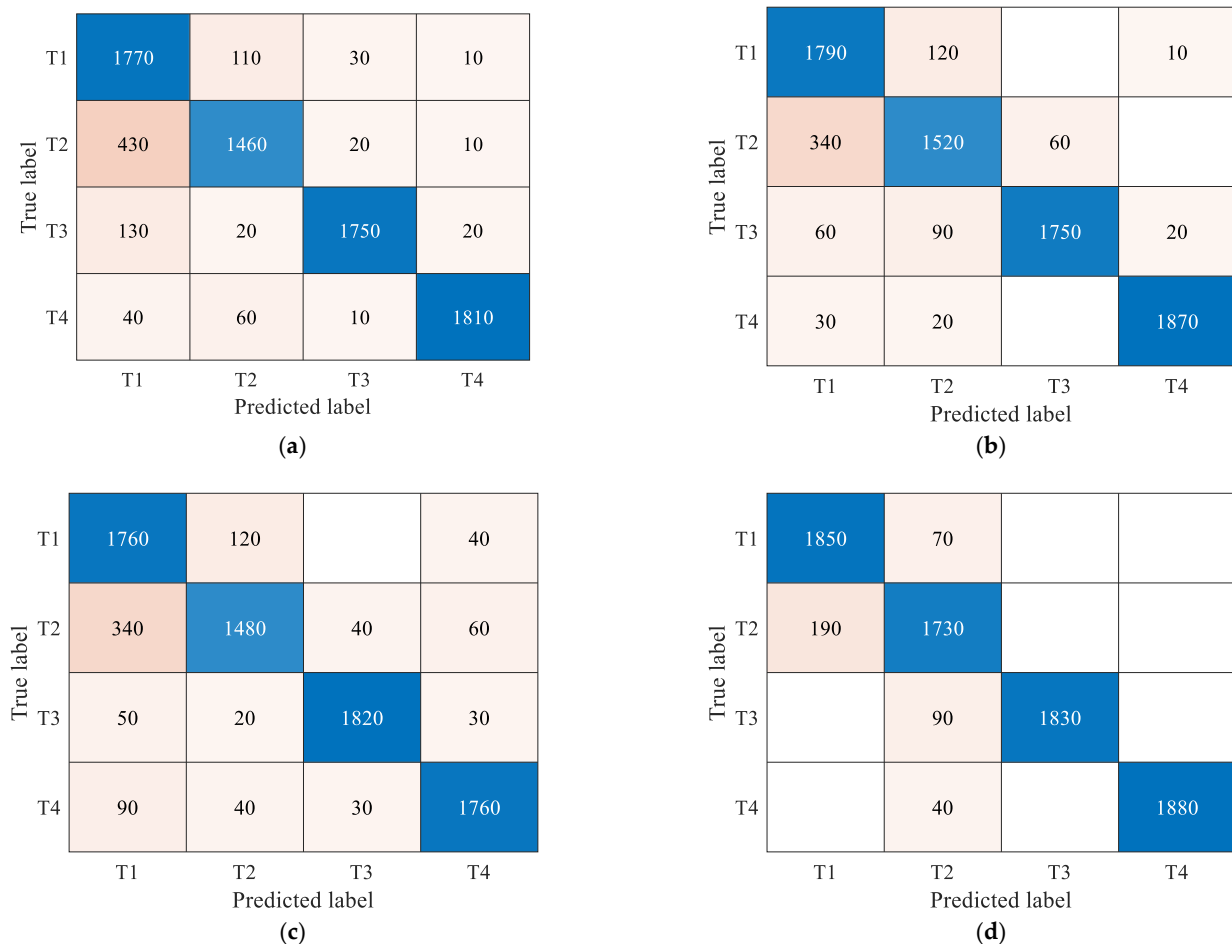 T1 1770 110 30 10
T2 430 1460 20 10
T3 130 20 1750 20
T4 40 60 10 1810
T1 T2 T3 T4
Predicted label
True label
(a)
T1 1790 120 10
T2 340 1520 60
T3 60 90 1750 20
T4 30 20 1870
T1 T2 T3 T4
Predicted label
True label
(b)
T1 1760 120 40
T2 340 1480 40 60
T3 50 20 1820 30
T4 90 40 30 1760
T1 T2 T3 T4
Predicted label
True label
(c)
T1 1850 70
T2 190 1730
T3 90 1830
T4 40 1880
T1 T2 T3 T4
Predicted label
True label
(d)